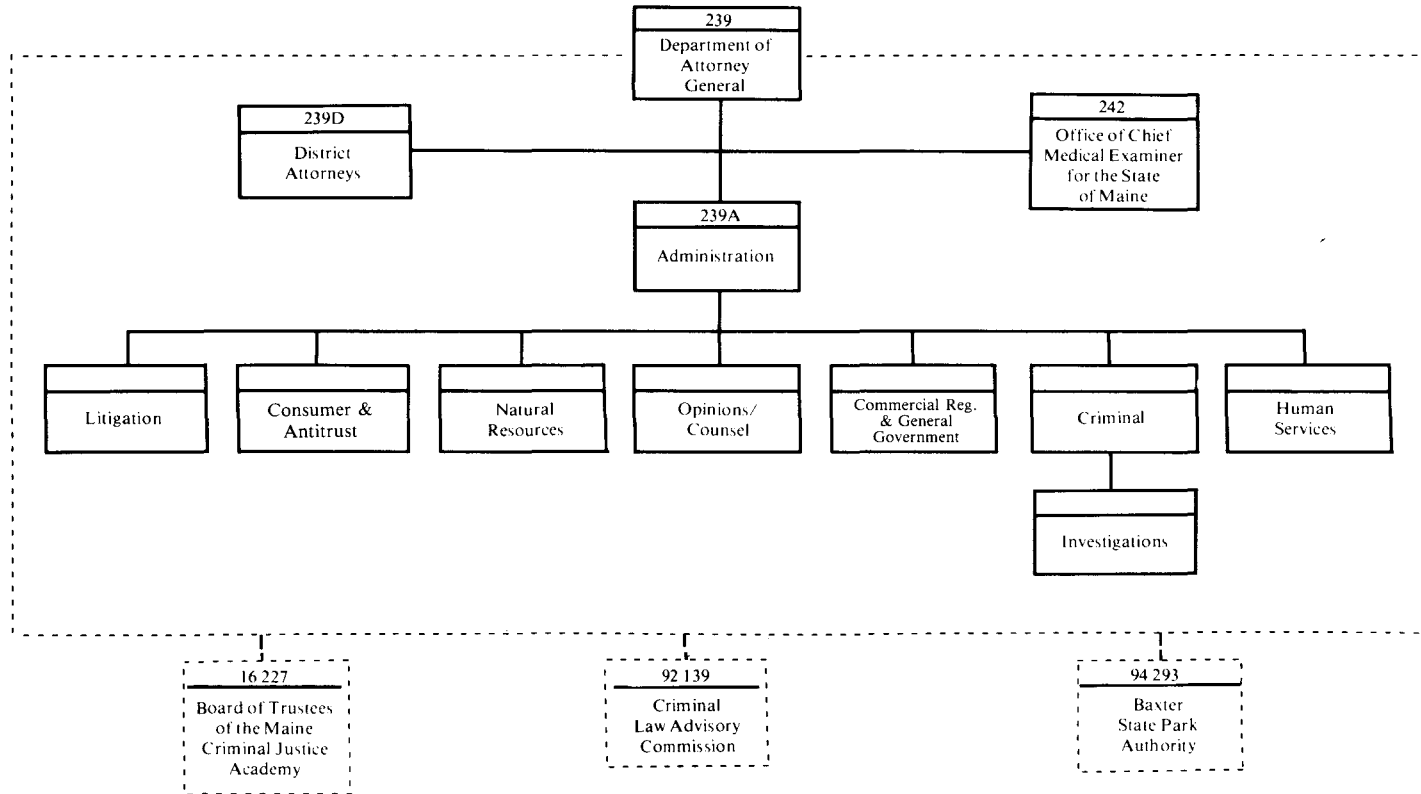 239
Department of
Attorney
General
239D
District
Attorneys
242
Office of Chief
Medical Examiner
for the State
of Maine
239A
Administration
Litigation
Consumer &
Antitrust
Natural
Resources
Opinions/
Counsel
Commercial Reg.
& General
Government
Criminal
Human
Services
Investigations
16 227
Board of Trustees
of the Maine
Criminal Justice
Academy
92 139
Criminal
Law Advisory
Commission
94 293
Baxter
State Park
Authority